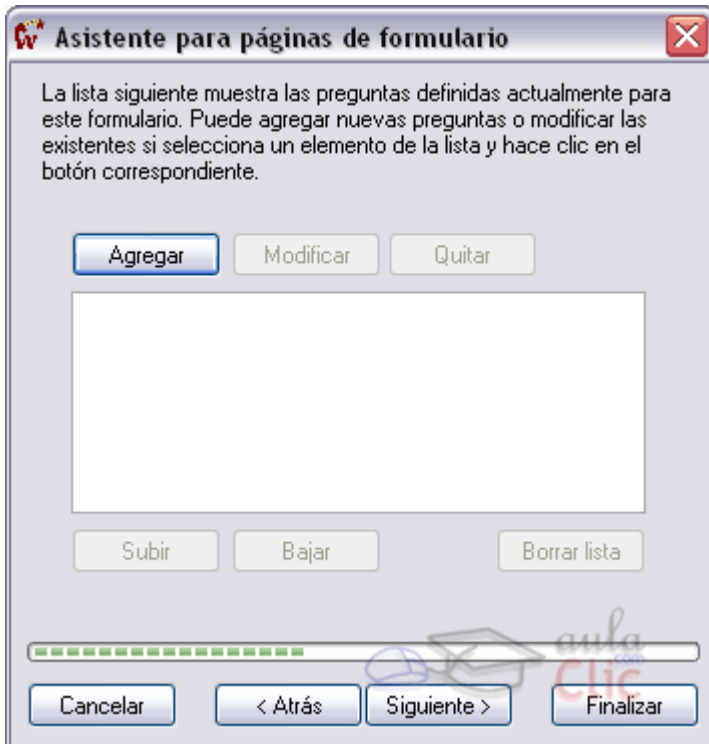 Asistente para páginas de formulario
La lista siguiente muestra las preguntas definidas actualmente para
este formulario. Puede agregar nuevas preguntas o modificar las
existentes si selecciona un elemento de la lista y hace clic en el
botón correspondiente.
Agregar Modificar Quitar
Subir Bajar Borrar lista
aula
.com
Clic
Cancelar < Atrás Siguiente > Finalizar